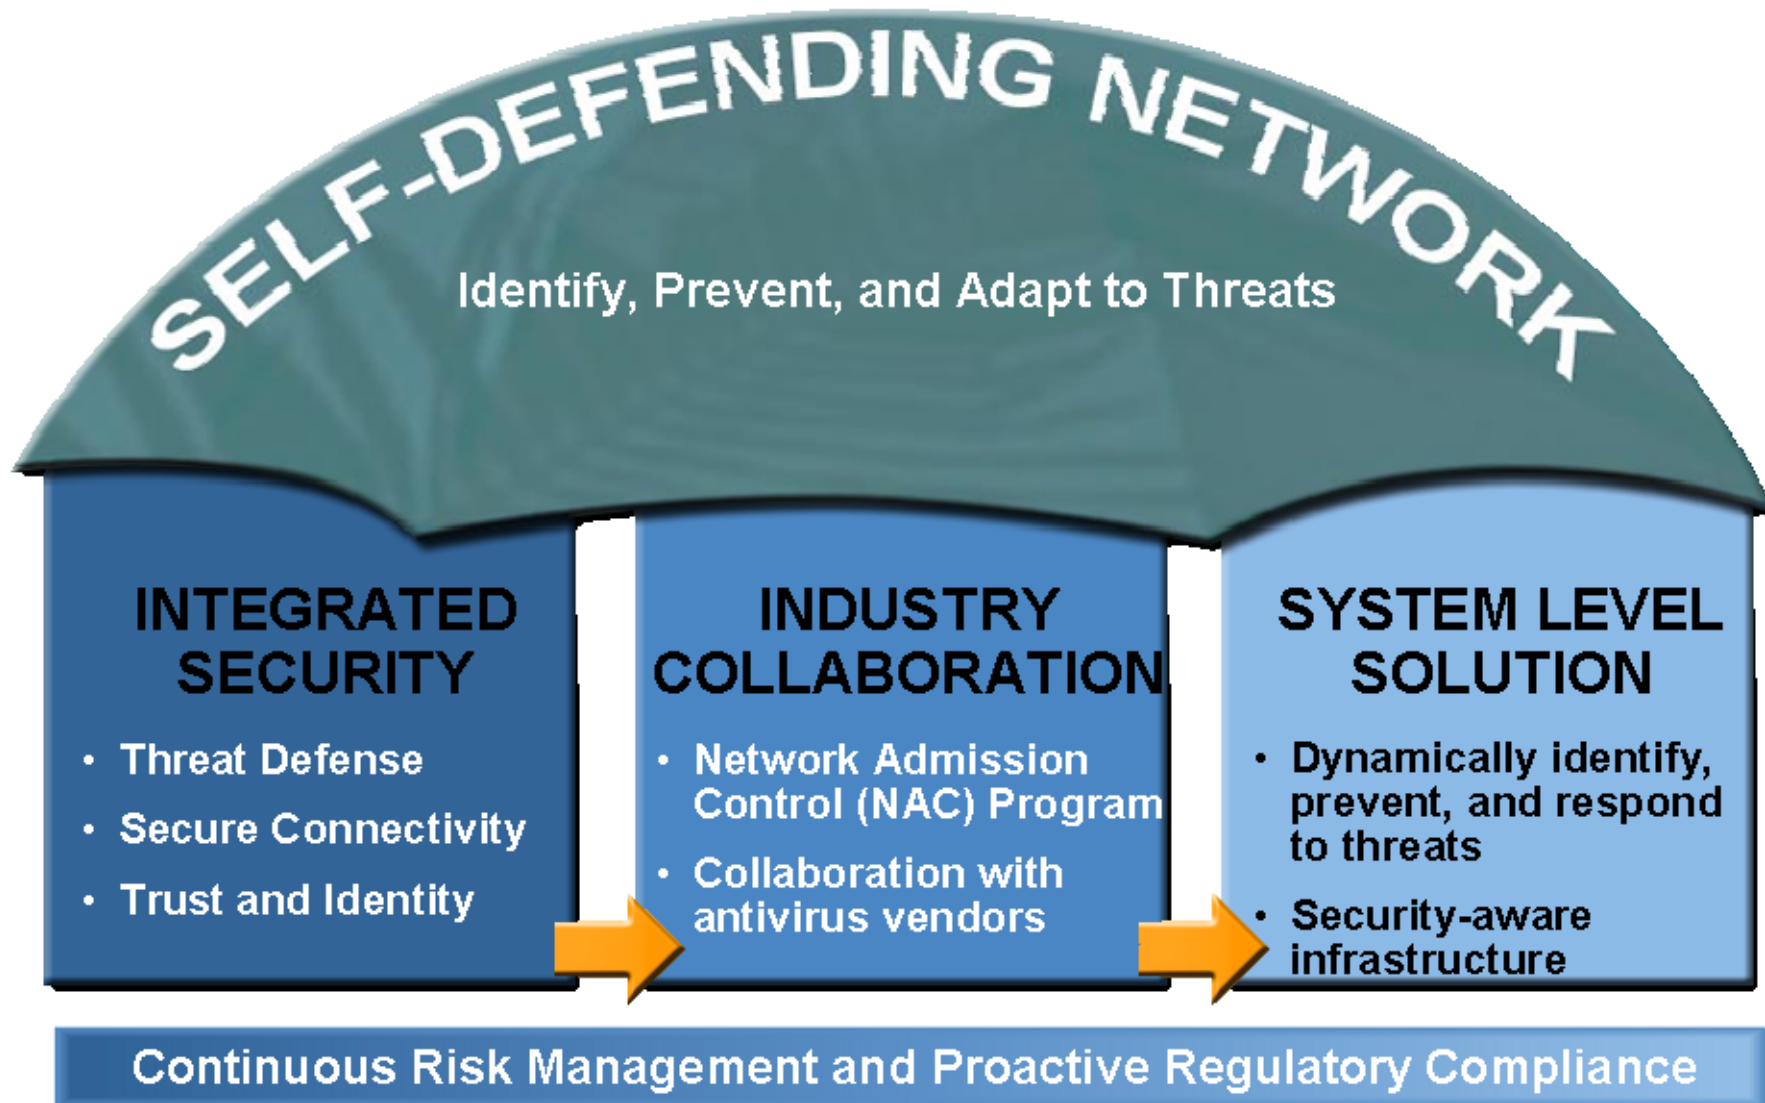 SELF-DEFENDING NETWORK
Identify, Prevent, and Adapt to Threats
INTEGRATED
SECURITY
• Threat Defense
• Secure Connectivity
• Trust and Identity
INDUSTRY
COLLABORATION
• Network Admission
Control (NAC) Program
• Collaboration with
antivirus vendors
SYSTEM LEVEL
SOLUTION
• Dynamically identify,
prevent, and respond
to threats
• Security-aware
infrastructure
Continuous Risk Management and Proactive Regulatory Compliance